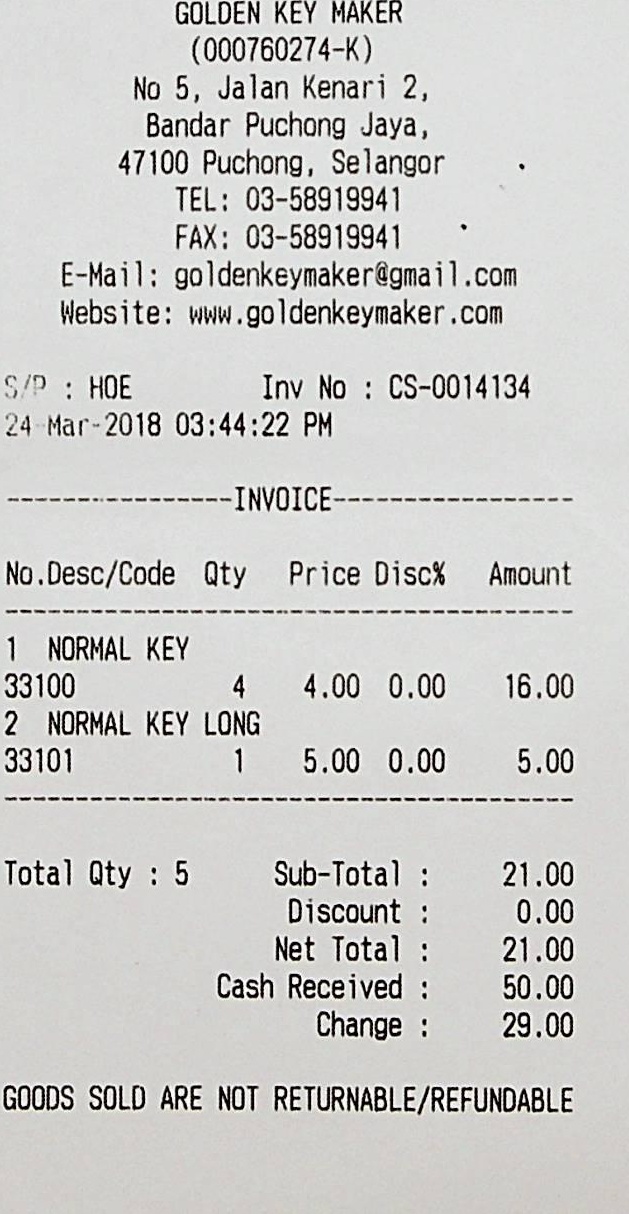 GOLDEN KEY MAKER
(000760274-K)
No 5, Jalan Kenari 2,
Bandar Puchong Jaya,
47100 Puchong, Selangor
TEL: 03-58919941
FAX: 03-58919941
E-Mail: goldenkeymaker@gmail.com
Website: www.goldenkeymaker.com
S/P : HOE Inv No : CS-0014134
24-Mar-2018 03:44:22 PM
----------------INVOICE-----------------
No.Desc/Code Qty Price Disc% Amount
1 NORMAL KEY
33100 4 4.00 0.00 16.00
2 NORMAL KEY LONG
33101 1 5.00 0.00 5.00
Total Qty : 5 Sub-Total : 21.00
Discount : 0.00
Net Total : 21.00
Cash Received : 50.00
Change : 29.00
GOODS SOLD ARE NOT RETURNABLE/REFUNDABLE